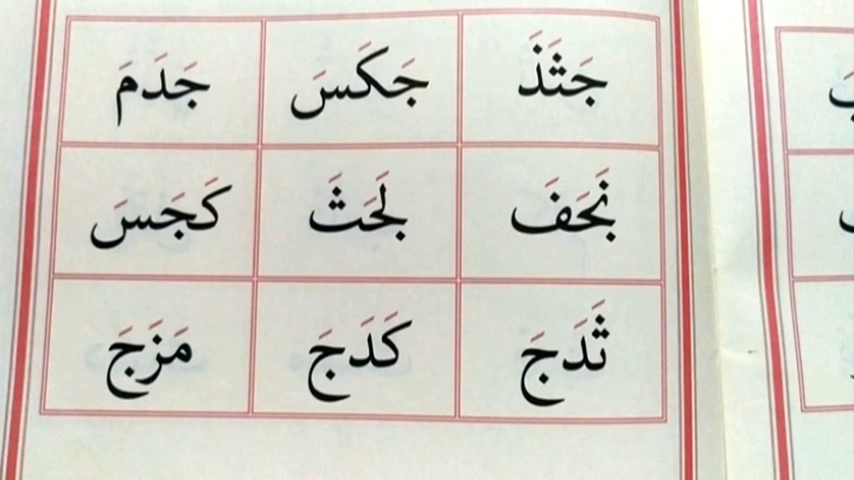 جَثَذَ جَكَسَ جَدَمَ
نَجَفَ لَجَثَ كَجَسَ
ثَدَجَ كَدَجَ مَزَجَ